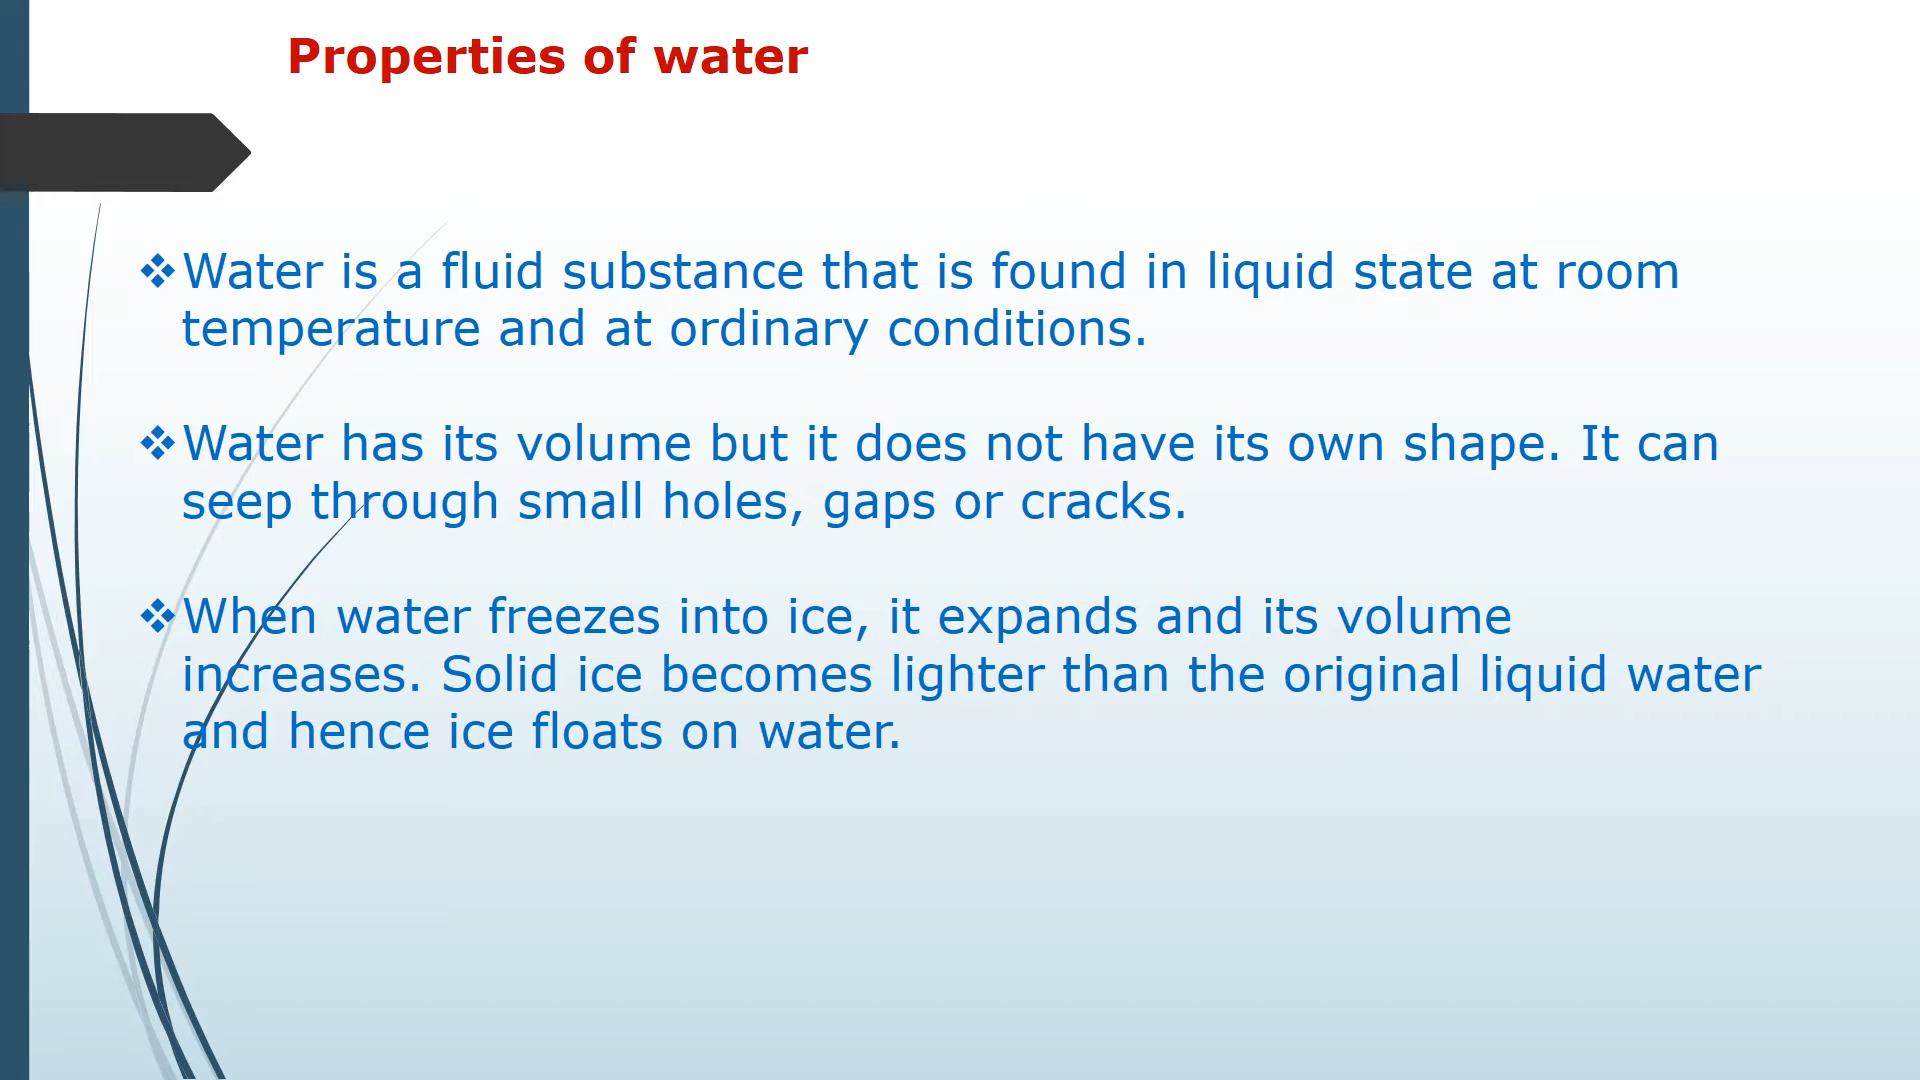 Properties of water
❖Water is a fluid substance that is found in liquid state at room
temperature and at ordinary conditions.
❖Water has its volume but it does not have its own shape. It can
seep through small holes, gaps or cracks.
❖When water freezes into ice, it expands and its volume
increases. Solid ice becomes lighter than the original liquid water
and hence ice floats on water.